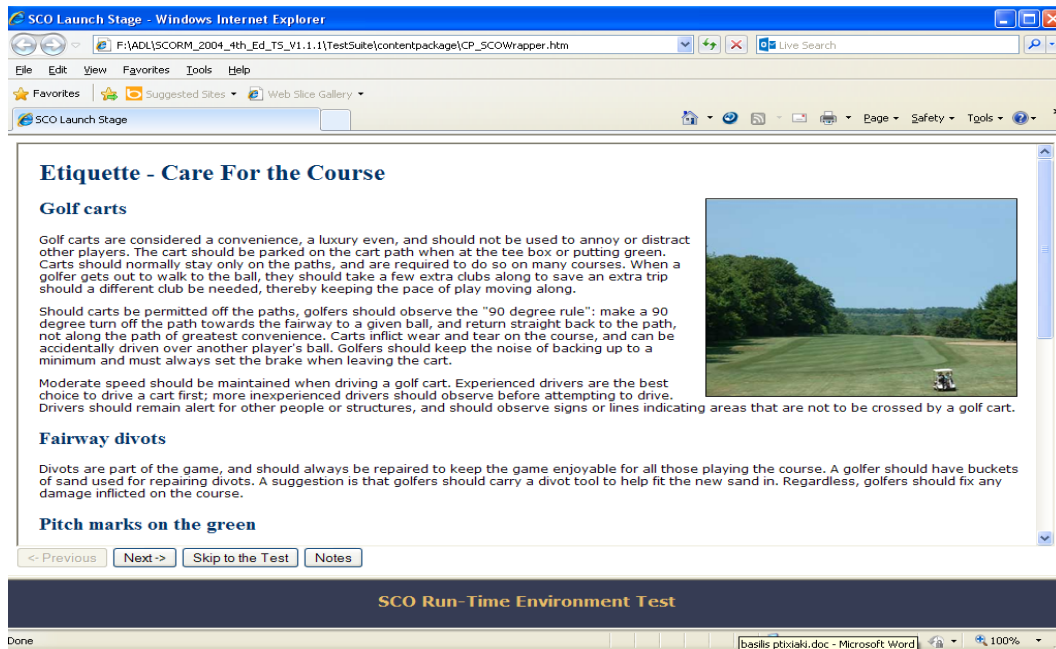 SCO Launch Stage - Windows Internet Explorer
F:\ADL\SCORM_2004_4th_Ed_TS_V1.1.1\TestSuite\contentpackage\CP_SCOWrapper.htm
Live Search
File Edit View Favorites Tools Help
Favorites Suggested Sites Web Slice Gallery
SCO Launch Stage
Page Safety Tools
Etiquette - Care For the Course
Golf carts
Golf carts are considered a convenience, a luxury even, and should not be used to annoy or distract
other players. The cart should be parked on the cart path when at the tee box or putting green.
Carts should normally stay only on the paths, and are required to do so on many courses. When a
golfer gets out to walk to the ball, they should take a few extra clubs along to save an extra trip
should a different club be needed, thereby keeping the pace of play moving along.
Should carts be permitted off the paths, golfers should observe the "90 degree rule": make a 90
degree turn off the path towards the fairway to a given ball, and return straight back to the path,
not along the path of greatest convenience. Carts inflict wear and tear on the course, and can be
accidentally driven over another player's ball. Golfers should keep the noise of backing up to a
minimum and must always set the brake when leaving the cart.
Moderate speed should be maintained when driving a golf cart. Experienced drivers are the best
choice to drive a cart first; more inexperienced drivers should observe before attempting to drive.
Drivers should remain alert for other people or structures, and should observe signs or lines indicating areas that are not to be crossed by a golf cart.
Fairway divots
Divots are part of the game, and should always be repaired to keep the game enjoyable for all those playing the course. A golfer should have buckets
of sand used for repairing divots. A suggestion is that golfers should carry a divot tool to help fit the new sand in. Regardless, golfers should fix any
damage inflicted on the course.
Pitch marks on the green
<- Previous Next -> Skip to the Test Notes
SCO Run-Time Environment Test
Done basilis ptixiaki.doc - Microsoft Word 100%